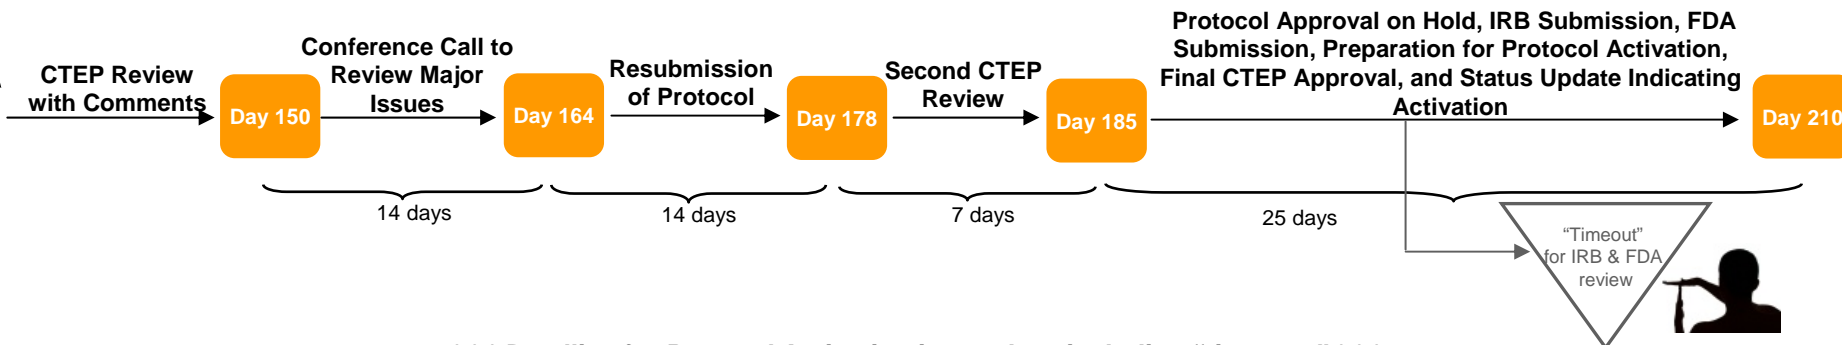 CTEP Review
with Comments
Day 150
Conference Call to
Review Major
Issues
Day 164
Resubmission
of Protocol
Day 178
Second CTEP
Review
Day 185
Protocol Approval on Hold, IRB Submission, FDA
Submission, Preparation for Protocol Activation,
Final CTEP Approval, and Status Update Indicating
Activation
Day 210
14 days
14 days
7 days
25 days
“Timeout”
for IRB & FDA
review